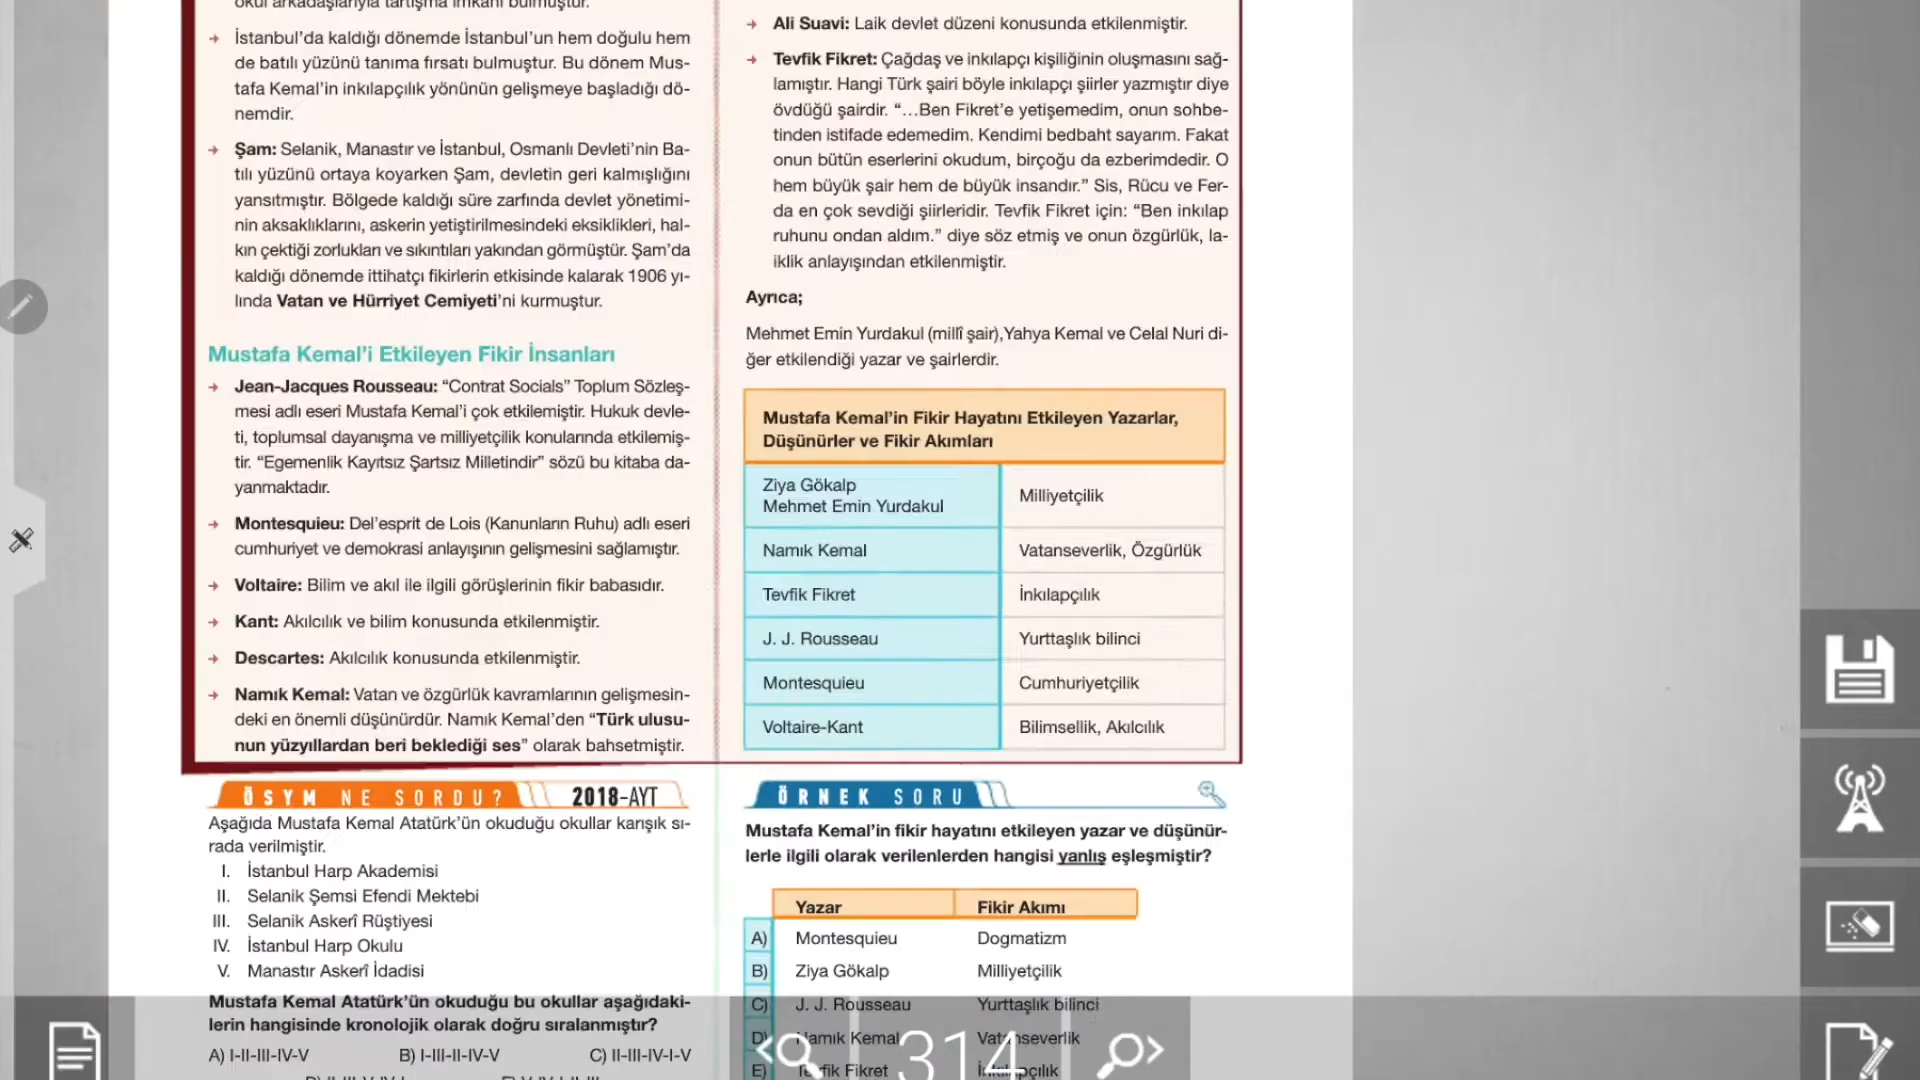 okul arkadaşlarıyla tartışma imkânı bulmuştur.
→ İstanbul’da kaldığı dönemde İstanbul’un hem doğulu hem
de batılı yüzünü tanıma fırsatı bulmuştur. Bu dönem Mus-
tafa Kemal’in inkılapçılık yönünün gelişmeye başladığı dö-
nemdir.
→ Şam: Selanik, Manastır ve İstanbul, Osmanlı Devleti’nin Ba-
tılı yüzünü ortaya koyarken Şam, devletin geri kalmışlığını
yansıtmıştır. Bölgede kaldığı süre zarfında devlet yönetimi-
nin aksaklıklarını, askerin yetiştirilmesindeki eksiklikleri, hal-
kın çektiği zorlukları ve sıkıntıları yakından görmüştür. Şam’da
kaldığı dönemde ittihatçı fikirlerin etkisinde kalarak 1906 yı-
lında Vatan ve Hürriyet Cemiyeti’ni kurmuştur.
Mustafa Kemal’i Etkileyen Fikir İnsanları
→ Jean-Jacques Rousseau: “Contrat Socials” Toplum Sözleş-
mesi adlı eseri Mustafa Kemal’i çok etkilemiştir. Hukuk devle-
ti, toplumsal dayanışma ve milliyetçilik konularında etkilemiş-
tir. “Egemenlik Kayıtsız Şartsız Milletindir” sözü bu kitaba da-
yanmaktadır.
→ Montesquieu: Del’esprit de Lois (Kanunların Ruhu) adlı eseri
cumhuriyet ve demokrasi anlayışının gelişmesini sağlamıştır.
→ Voltaire: Bilim ve akıl ile ilgili görüşlerinin fikir babasıdır.
→ Kant: Akılcılık ve bilim konusunda etkilenmiştir.
→ Descartes: Akılcılık konusunda etkilenmiştir.
→ Namık Kemal: Vatan ve özgürlük kavramlarının gelişmesin-
deki en önemli düşünürdür. Namık Kemal’den “Türk ulusu-
nun yüzyıllardan beri beklediği ses” olarak bahsetmiştir.
→ Ali Suavi: Laik devlet düzeni konusunda etkilenmiştir.
→ Tevfik Fikret: Çağdaş ve inkılapçı kişiliğinin oluşmasını sağ-
lamıştır. Hangi Türk şairi böyle inkılapçı şiirler yazmıştır diye
övdüğü şairdir. “...Ben Fikret’e yetişemedim, onun sohbe-
tinden istifade edemedim. Kendimi bedbaht sayarım. Fakat
onun bütün eserlerini okudum, birçoğu da ezberimdedir. O
hem büyük şair hem de büyük insandır.” Sis, Rücu ve Fer-
da en çok sevdiği şiirleridir. Tevfik Fikret için: “Ben inkılap
ruhunu ondan aldım.” diye söz etmiş ve onun özgürlük, la-
iklik anlayışından etkilenmiştir.
Ayrıca;
Mehmet Emin Yurdakul (millî şair),Yahya Kemal ve Celal Nuri di-
ğer etkilendiği yazar ve şairlerdir.
Mustafa Kemal’in Fikir Hayatını Etkileyen Yazarlar,
Düşünürler ve Fikir Akımları
Ziya Gökalp
Mehmet Emin Yurdakul Milliyetçilik
Namık Kemal Vatanseverlik, Özgürlük
Tevfik Fikret İnkılapçılık
J. J. Rousseau Yurttaşlık bilinci
Montesquieu Cumhuriyetçilik
Voltaire-Kant Bilimsellik, Akılcılık
ÖSYM NE SORDU? 2018-AYT
Aşağıda Mustafa Kemal Atatürk’ün okuduğu okullar karışık sı-
rada verilmiştir.
I. İstanbul Harp Akademisi
II. Selanik Şemsi Efendi Mektebi
III. Selanik Askerî Rüştiyesi
IV. İstanbul Harp Okulu
V. Manastır Askerî İdadisi
Mustafa Kemal Atatürk’ün okuduğu bu okullar aşağıdaki-
lerin hangisinde kronolojik olarak doğru sıralanmıştır?
A) I-II-III-IV-V B) I-III-II-IV-V C) II-III-IV-I-V
ÖRNEK SORU
Mustafa Kemal’in fikir hayatını etkileyen yazar ve düşünür-
lerle ilgili olarak verilenlerden hangisi yanlış eşleşmiştir?
Yazar Fikir Akımı
A) Montesquieu Dogmatizm
B) Ziya Gökalp Milliyetçilik
C) J. J. Rousseau Yurttaşlık bilinci
D) Namık Kemal Vatanseverlik
E) Tevfik Fikret İnkılapçılık
314